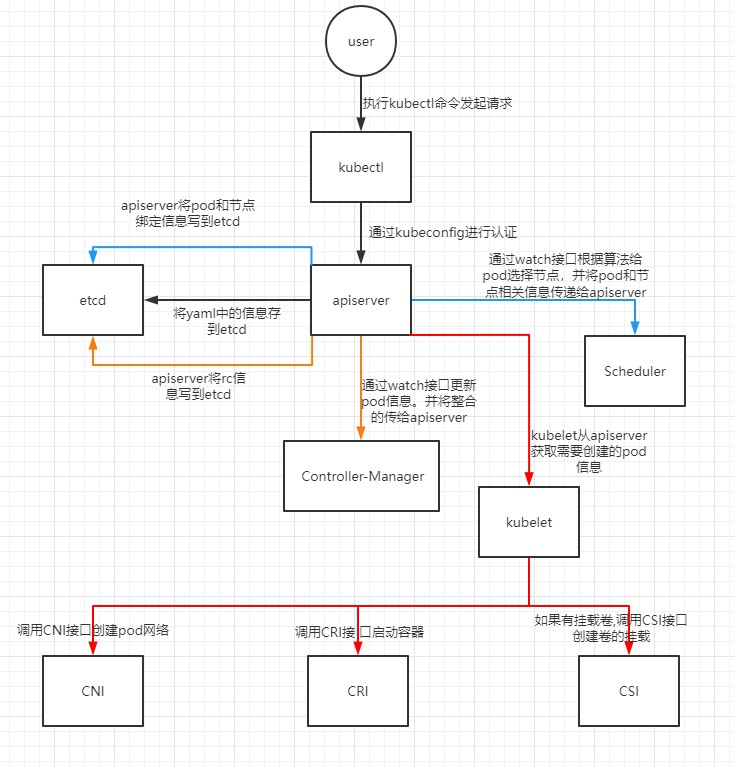 user
执行kubectl命令发起请求
kubectl
通过kubeconfig进行认证
apiserver将pod和节点
绑定信息写到etcd
通过watch接口根据算法给
pod选择节点，并将pod和节
点相关信息传递给apiserver
etcd
apiserver
将yaml中的信息存
到etcd
Scheduler
apiserver将rc信
息写到etcd
通过watch接口更新
pod信息。并将整合
的传给apiserver
kubelet从apiserver
获取需要创建的pod
信息
Controller-Manager
kubelet
调用CNI接口创建pod网络
调用CRI接口启动容器
如果有挂载卷,调用CSI接口
创建卷的挂载
CNI
CRI
CSI